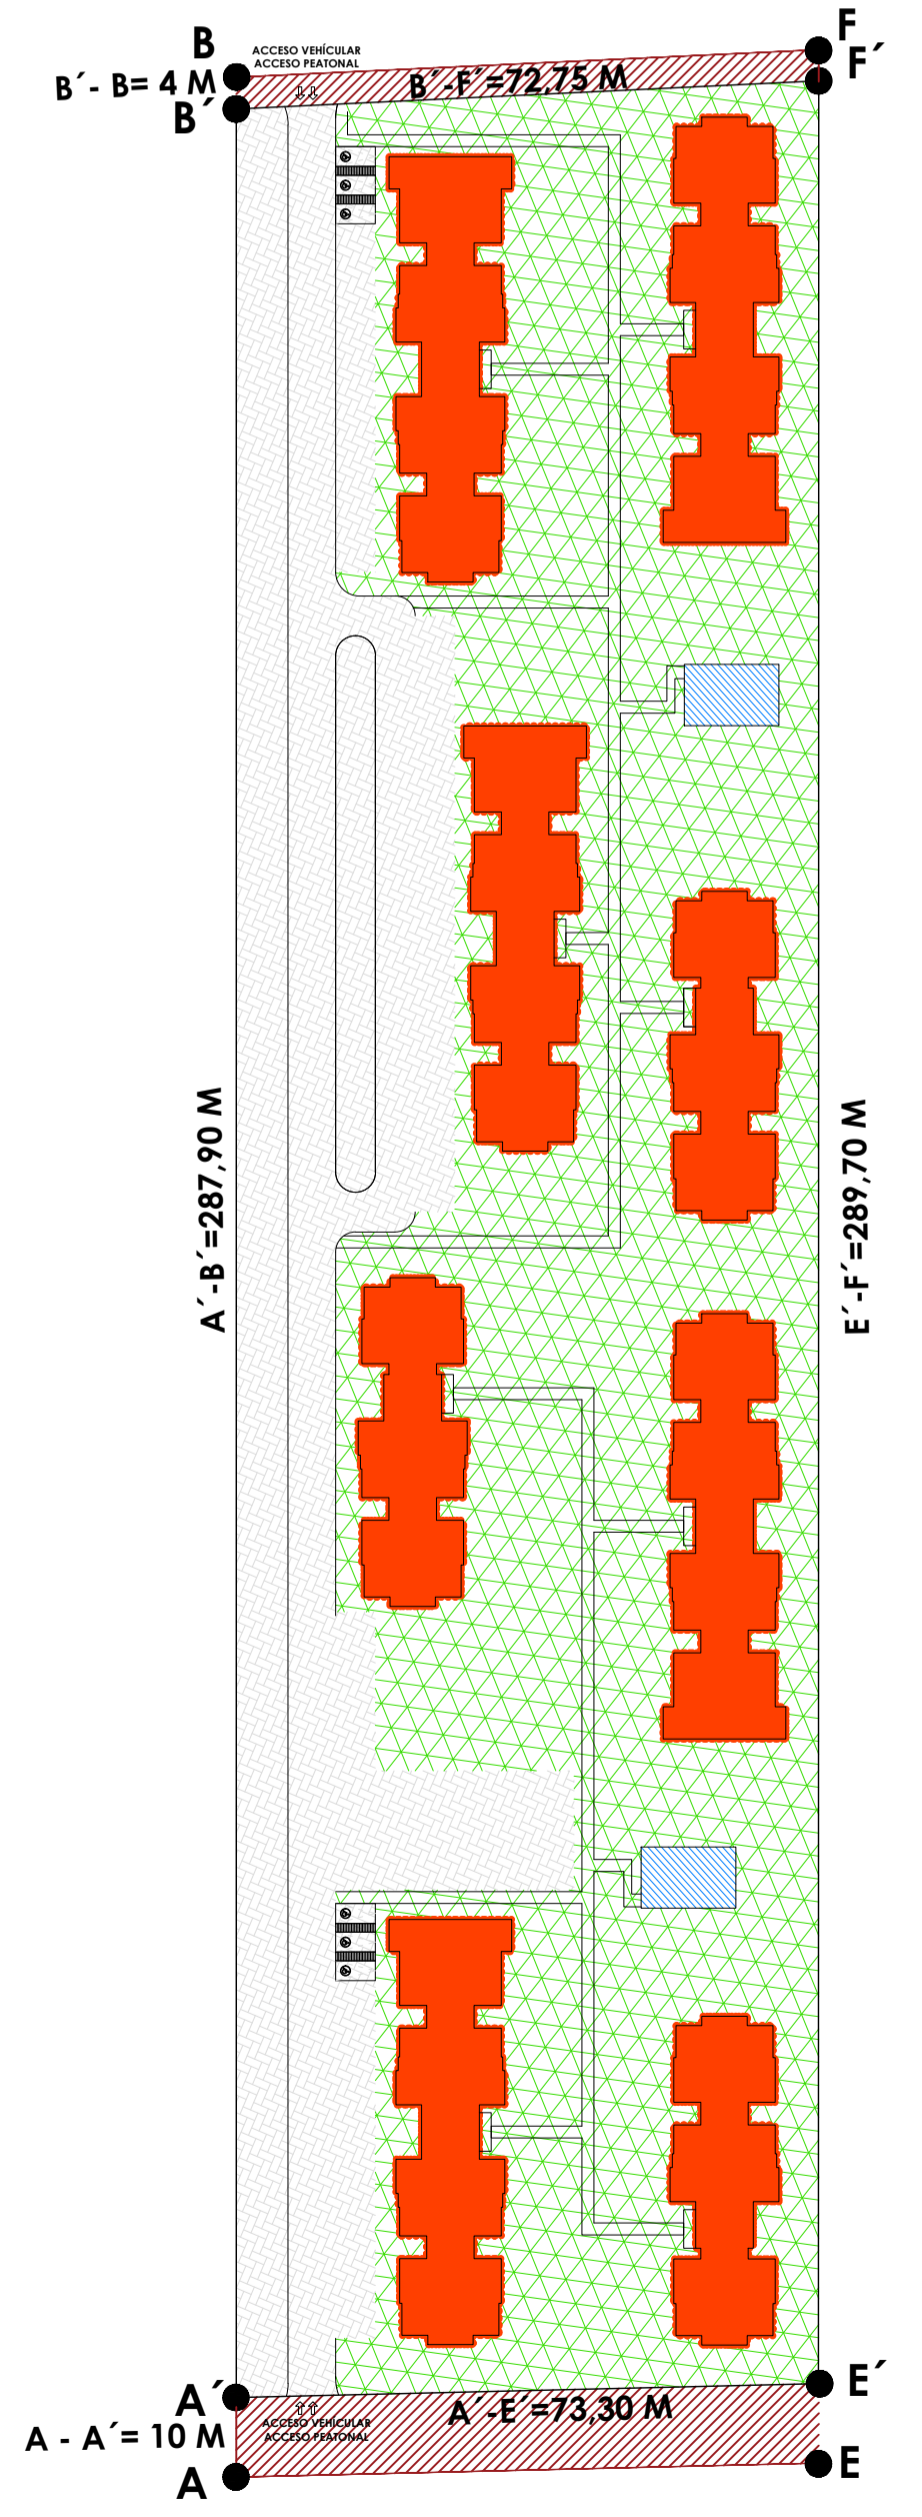 F
B
ACCESO VEHÍCULAR
ACCESO PEATONAL
F´
B´- B= 4 M
B´-F´=72,75 M
B´
A´-B´=287,90 M
E´-F´=289,70 M
E´
A´
A´-E´=73,30 M
ACCESO VEHÍCULAR
ACCESO PEATONAL
A - A´= 10 M
E
A